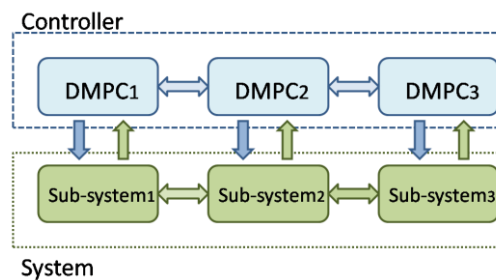 Controller
DMPC1 DMPC2 DMPC3
Sub-system1 Sub-system2 Sub-system3
System